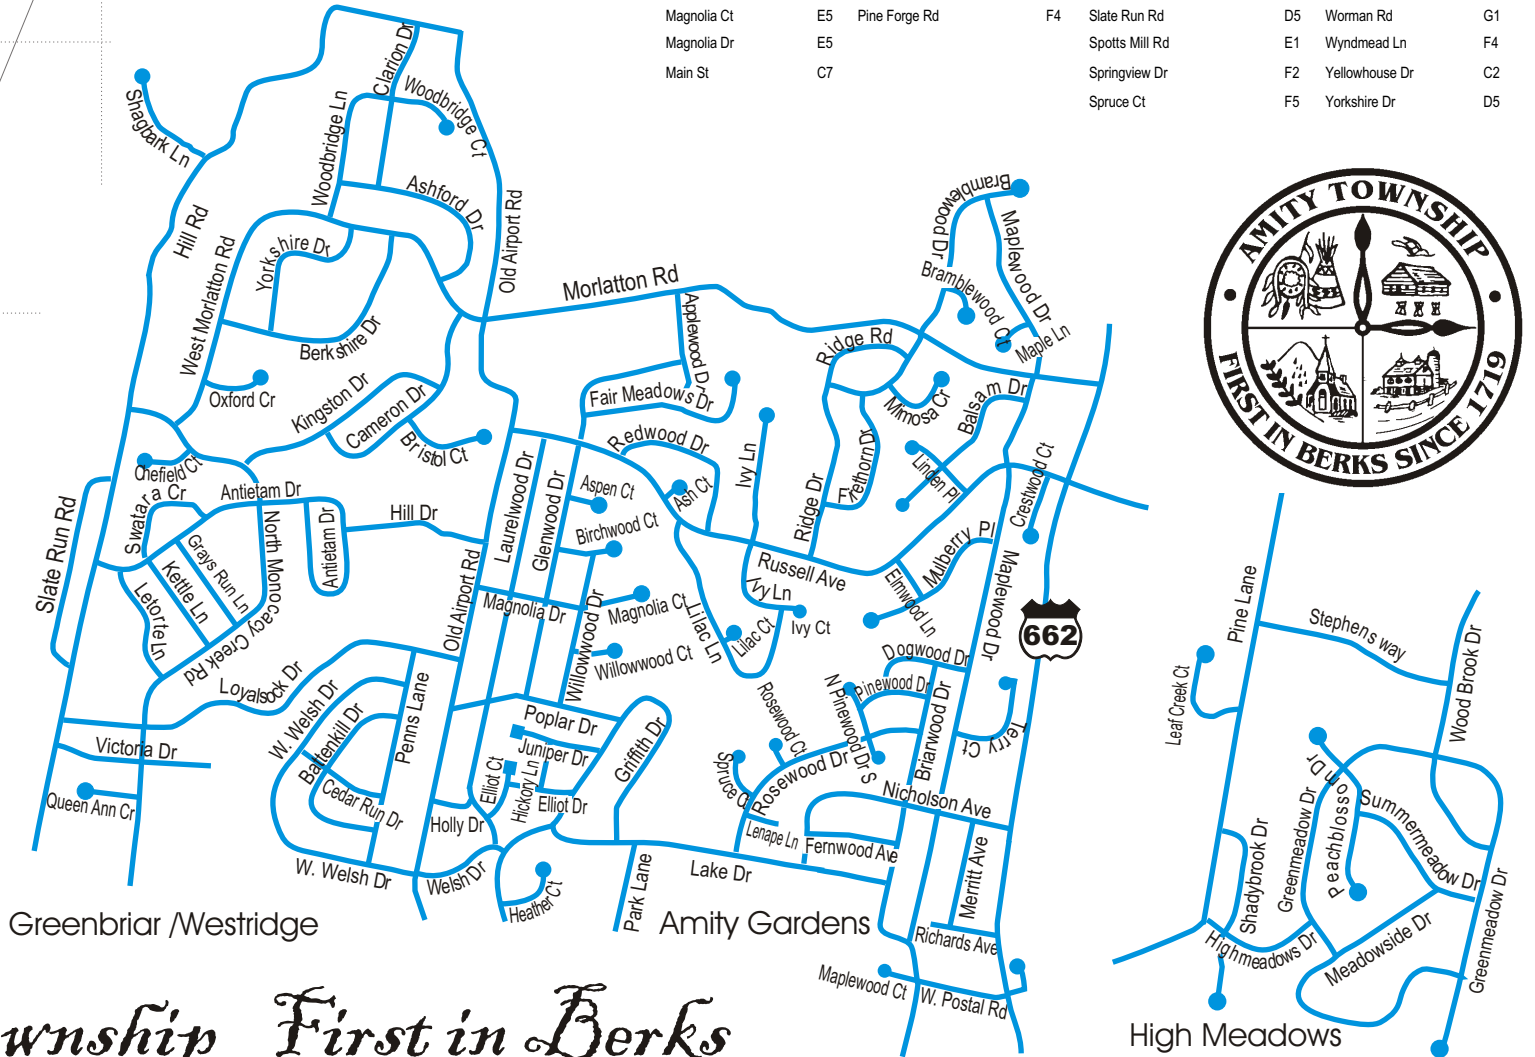 Magnolia Ct E5 Pine Forge Rd F4 Slate Run Rd D5 Worman Rd G1
Magnolia Dr E5 Spotts Mill Rd E1 Wyndmead Ln F4
Main St C7 Springview Dr F2 Yellowhouse Dr C2
Spruce Ct F5 Yorkshire Dr D5
Shagbark Ln
Clarion Dr
Woodbridge Ln
Woodbridge Ct
Ashford Dr
Hill Rd
Old Airport Rd
Yorkshire Dr
West Morlatton Rd
Berkshire Dr
Morlatton Rd
Applewood Dr
Bramblewood Dr
Maplewood Dr
Bramblewood Ct
Maple Ln
Ridge Rd
AMITY TOWNSHIP
FIRST IN BERKS SINCE 1719
Oxford Cr
Kingston Dr
Cameron Dr
Bristol Ct
Fair Meadows Dr
Redwood Dr
Mimosa Cr
Balsam Dr
Chefield Ct
Swatara Cr
Antietam Dr
Antietam Dr
Hill Dr
Slate Run Rd
North Monocacy Creek Rd
Grays Run Ln
Kettle Ln
Letorte Ln
Laurelwood Dr
Glenwood Dr
Aspen Ct
Birchwood Ct
Ash Ct
Ivy Ln
Ridge Dr
Frethorn Dr
Linden Pl
Crestwood Ct
Mulberry Pl
Russell Ave
Elmwood Ln
Maplewood Dr
Old Airport Rd
Magnolia Dr
Magnolia Ct
Willowwood Dr
Willowwood Ct
Lilac Ln
Lilac Ct
Ivy Ln
Ivy Ct
662
Dogwood Dr
Pinewood Dr
N Pinewood Dr S
Briarwood Dr
Terry Ct
Loyalsock Dr
Victoria Dr
Queen Ann Cr
W. Welsh Dr
Battenkill Dr
Penns Lane
Cedar Run Dr
Poplar Dr
Juniper Dr
Griffith Dr
Elliot Ct
Hickory Ln
Elliot Dr
Holly Dr
W. Welsh Dr
Welsh Dr
Heather Ct
Rosewood Ct
Rosewood Dr
Spruce Ct
Lenape Ln
Nicholson Ave
Fernwood Ave
Lake Dr
Park Lane
Merritt Ave
Richards Ave
Maplewood Ct
W. Postal Rd
Pine Lane
Stephens way
Leaf Creek Ct
Wood Brook Dr
Greenmeadow Dr
Peachblossom Dr
Summermeadow Dr
Shadybrook Dr
Highmeadows Dr
Meadowside Dr
Greenmeadow Dr
Greenbriar /Westridge
Amity Gardens
High Meadows
wnship First in Berks